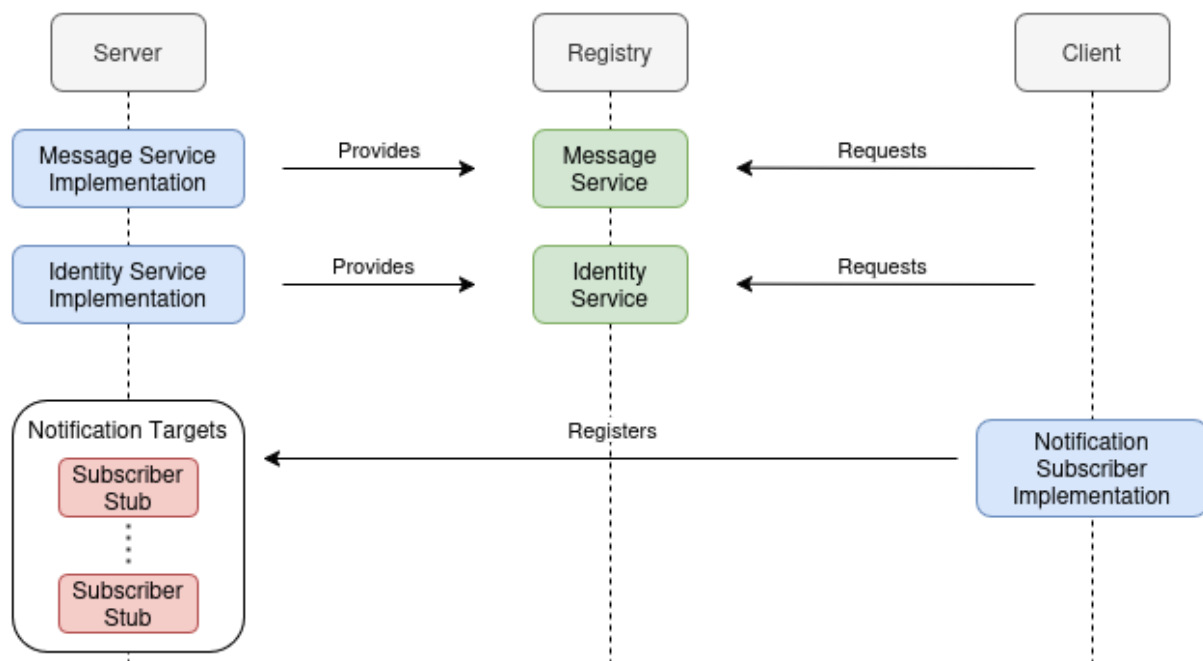 Server
Registry
Client
Message Service
Implementation
Provides
Message
Service
Requests
Identity Service
Implementation
Provides
Identity
Service
Requests
Notification Targets
Subscriber
Stub
Subscriber
Stub
Registers
Notification
Subscriber
Implementation